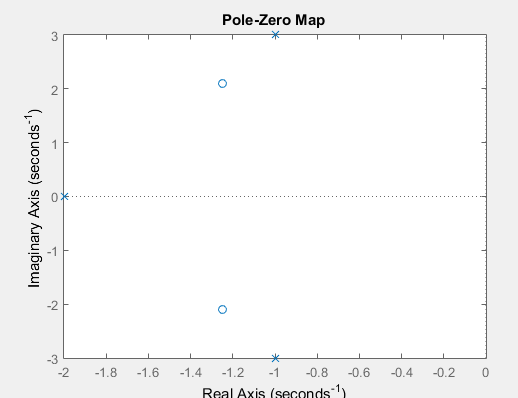 Pole-Zero Map
3
2
1
0
-1
-2
-3
Imaginary Axis (seconds-1)
-2 -1.8 -1.6 -1.4 -1.2 -1 -0.8 -0.6 -0.4 -0.2 0
Real Axis (seconds-1)